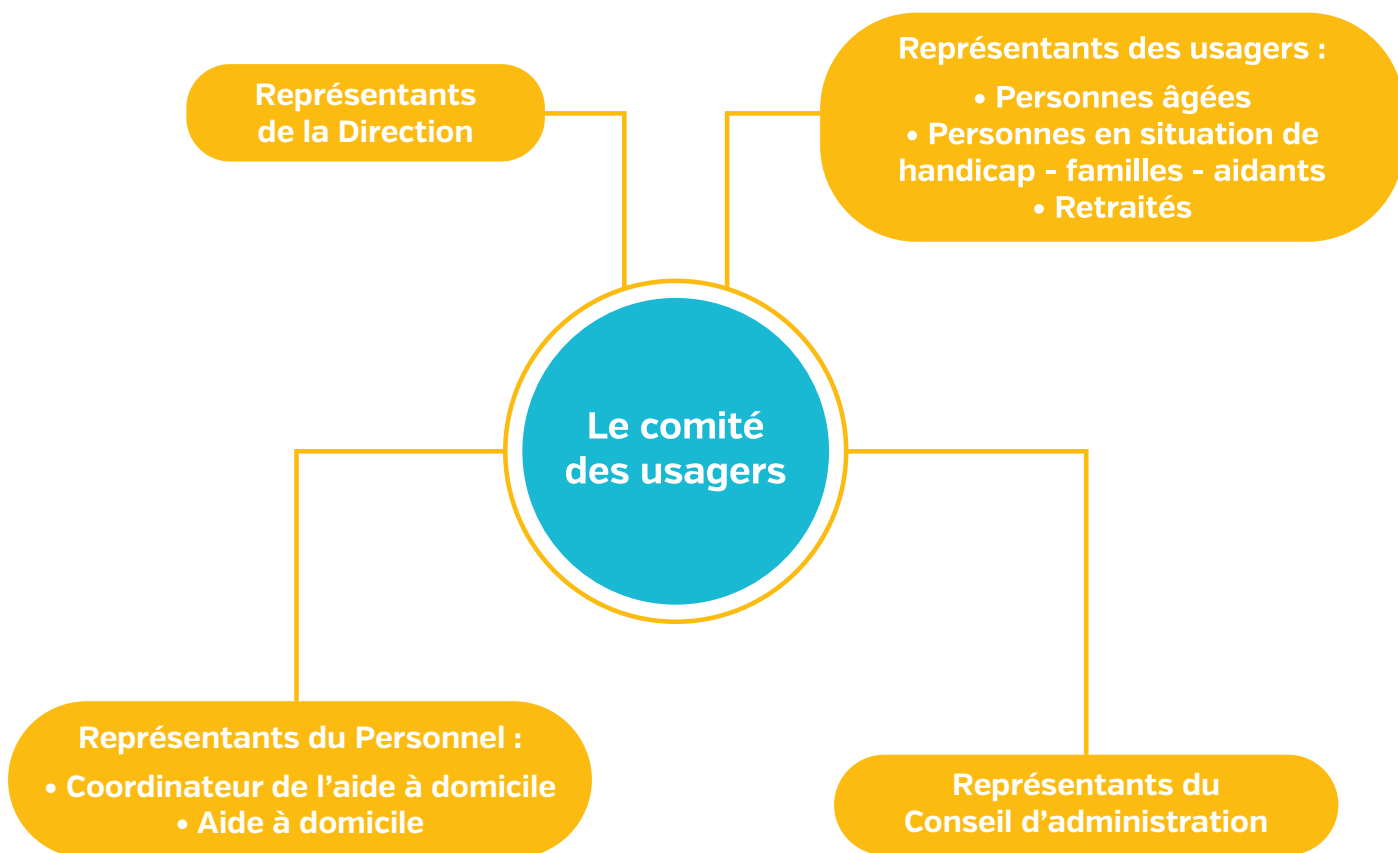 Représentants
de la Direction
Représentants des usagers :
• Personnes âgées
• Personnes en situation de
handicap - familles - aidants
• Retraités
Le comité
des usagers
Représentants du Personnel :
• Coordinateur de l’aide à domicile
• Aide à domicile
Représentants du
Conseil d’administration